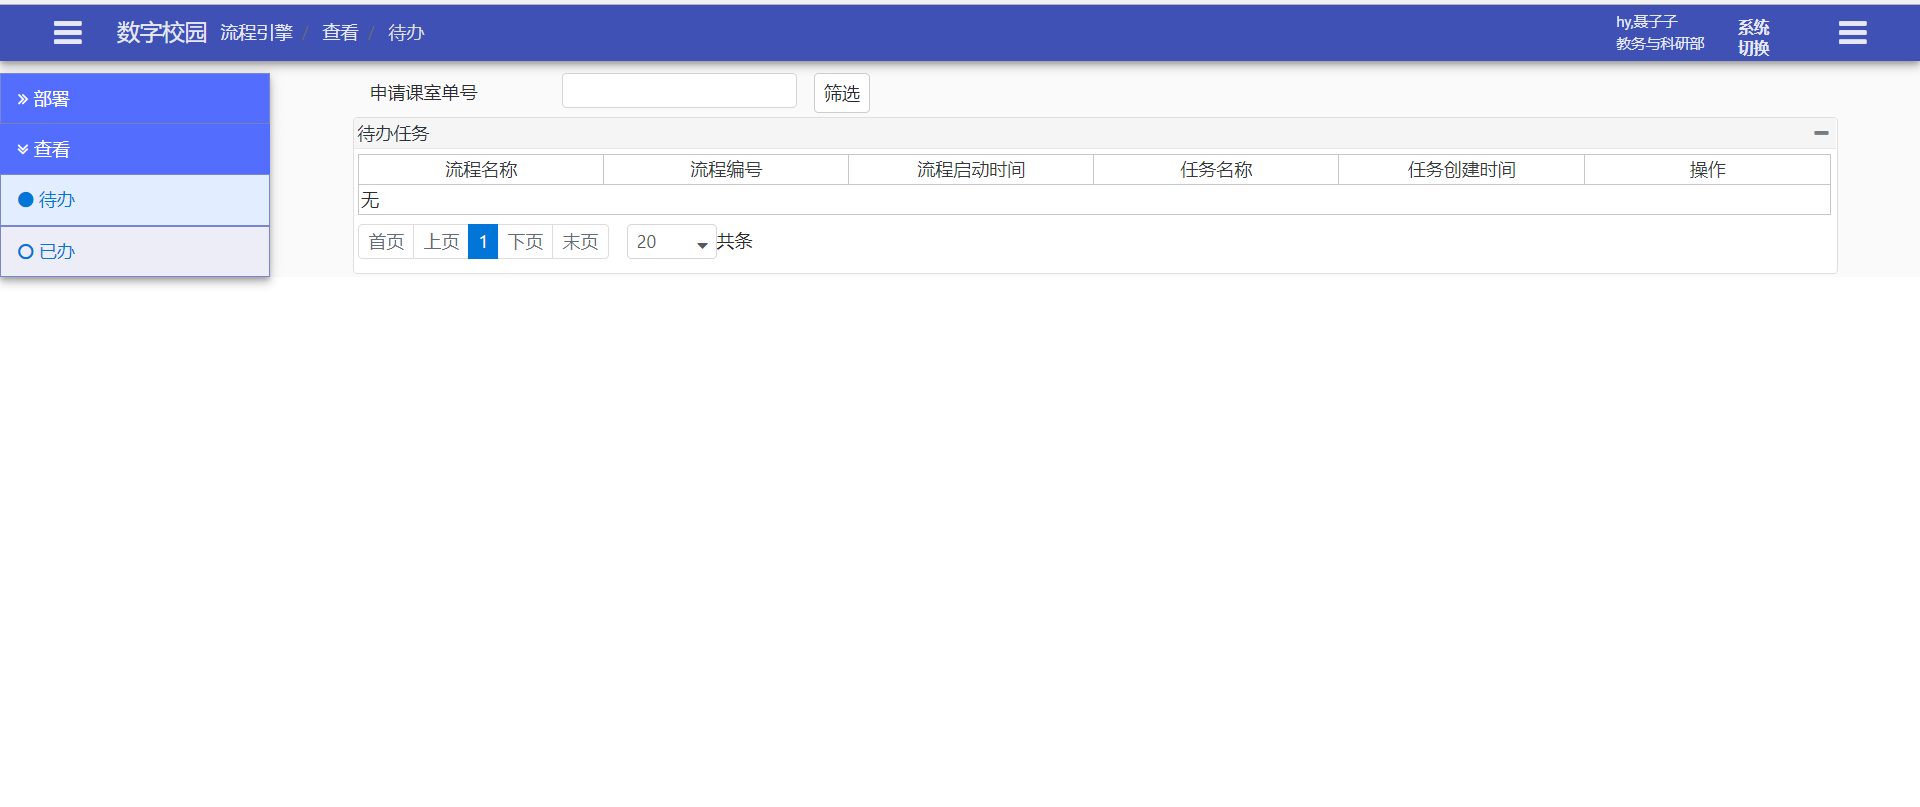 数字校园 流程引擎 / 查看 / 待办
hy,聂子子
教务与科研部
系统
切换
部署
查看
待办
已办
申请课室单号 筛选
待办任务
流程名称 流程编号 流程启动时间 任务名称 任务创建时间 操作
无
首页 上页 1 下页 末页 20 共条